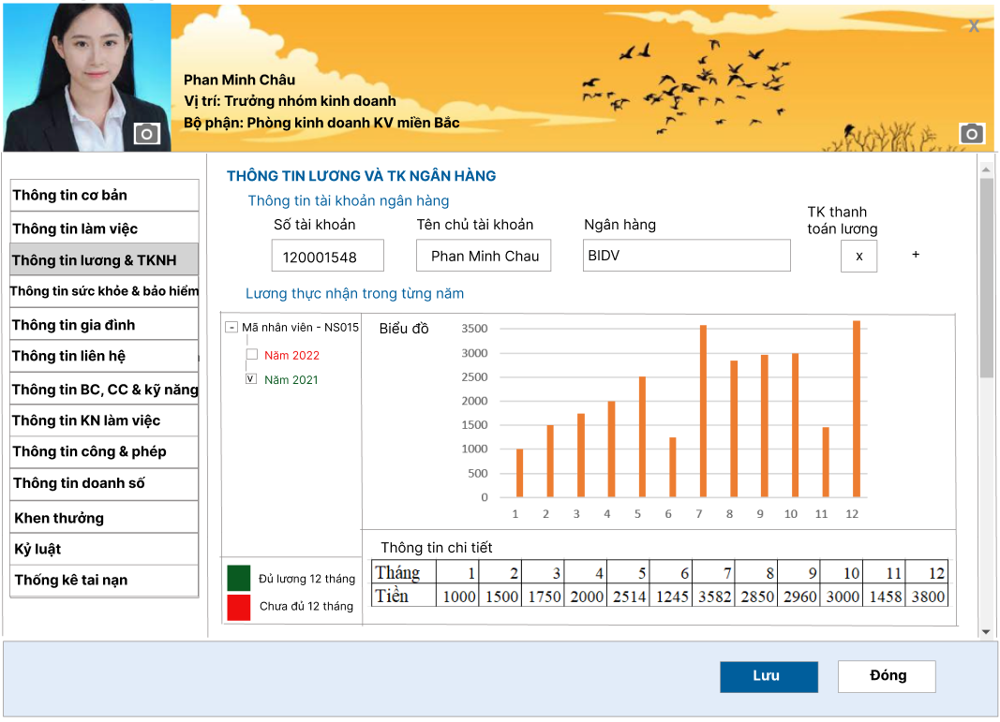 X
Phan Minh Châu
Vị trí: Trưởng nhóm kinh doanh
Bộ phận: Phòng kinh doanh KV miền Bắc
Thông tin cơ bản
Thông tin làm việc
Thông tin lương & TKNH
Thông tin sức khỏe & bảo hiểm
Thông tin gia đình
Thông tin liên hệ
Thông tin BC, CC & kỹ năng
Thông tin KN làm việc
Thông tin công & phép
Thông tin doanh số
Khen thưởng
Kỷ luật
Thống kê tai nạn
THÔNG TIN LƯƠNG VÀ TK NGÂN HÀNG
Thông tin tài khoản ngân hàng
Số tài khoản Tên chủ tài khoản Ngân hàng TK thanh
toán lương
120001548 Phan Minh Chau BIDV x +
Lương thực nhận trong từng năm
- Mã nhân viên - NS015
Năm 2022
v Năm 2021
Đủ lương 12 tháng
Chưa đủ 12 tháng
Biểu đồ
3500
3000
2500
2000
1500
1000
500
0
1 2 3 4 5 6 7 8 9 10 11 12
Thông tin chi tiết
Tháng 1 2 3 4 5 6 7 8 9 10 11 12
Tiền 1000 1500 1750 2000 2514 1245 3582 2850 2960 3000 1458 3800
Lưu Đóng